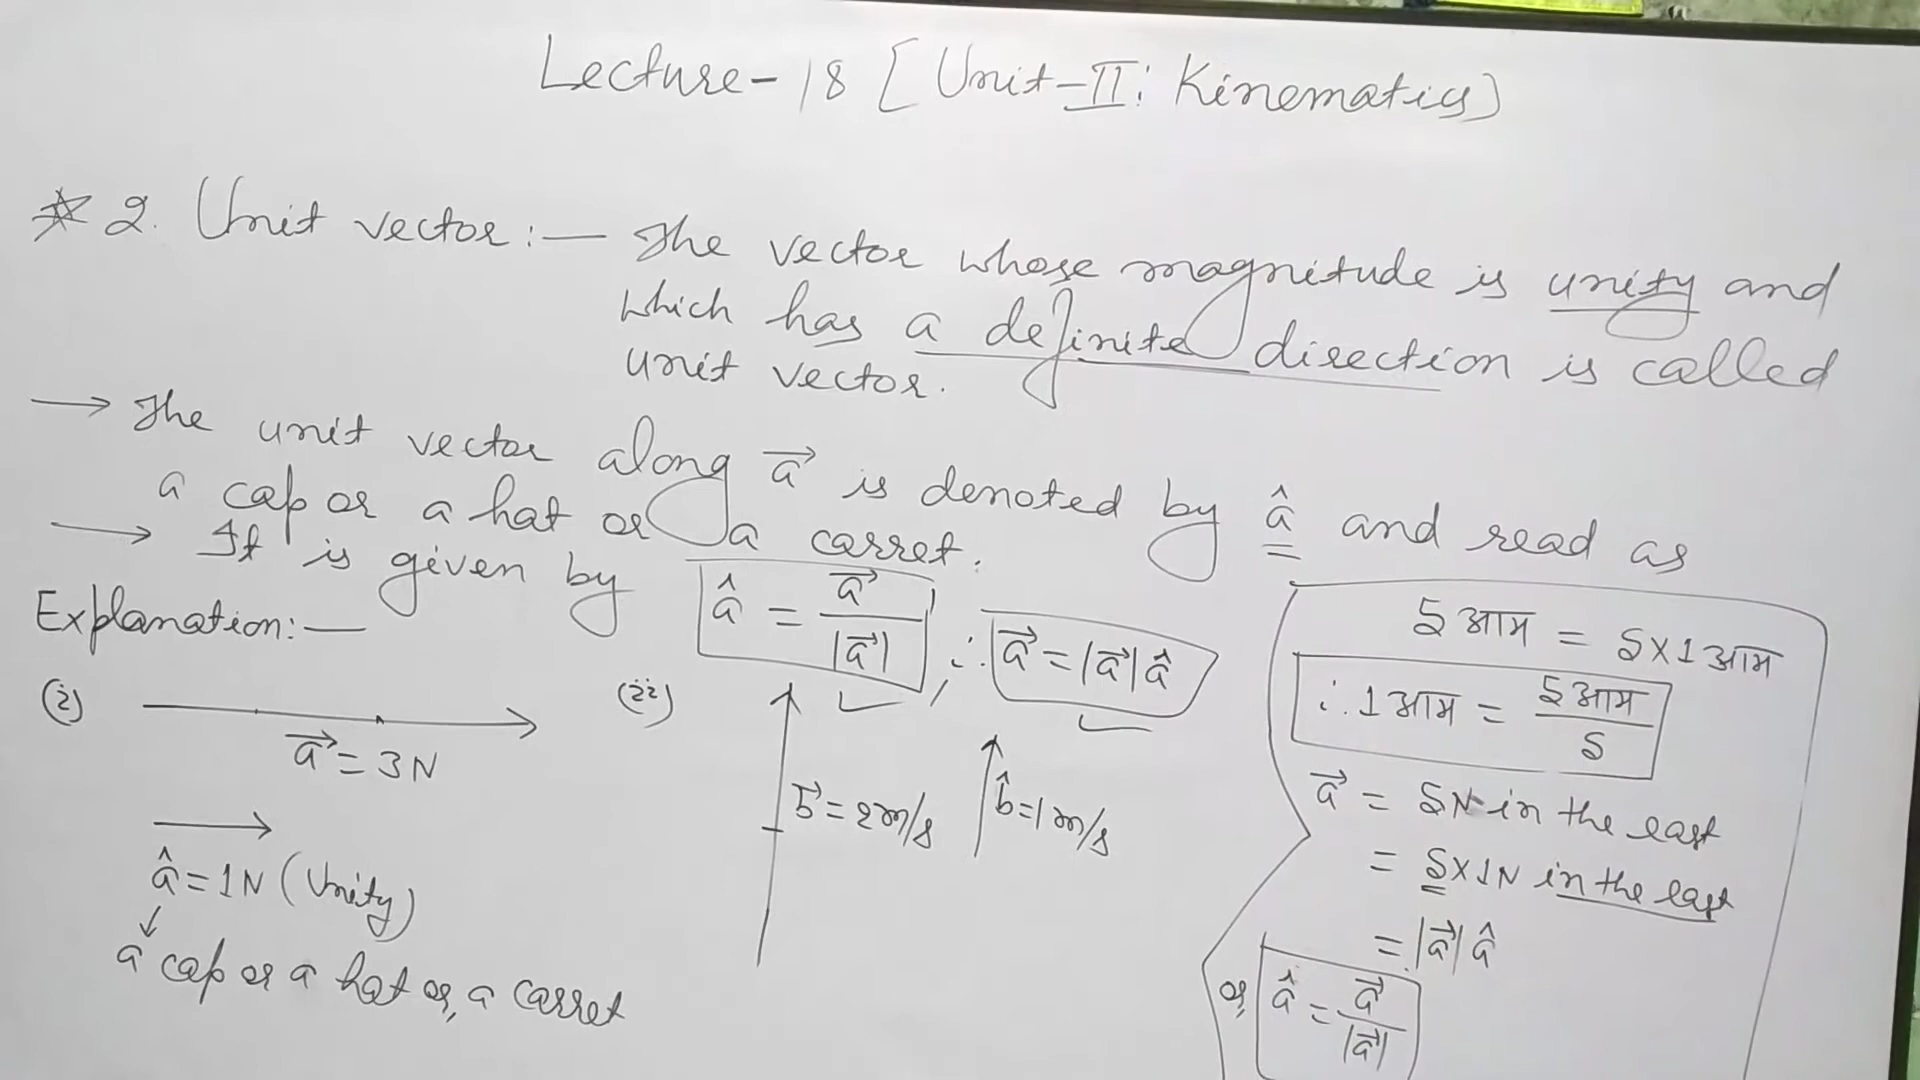 Lecture-18 [Unit-II: Kinematics)
* 2. Unit vector:— The vector whose magnitude is unity and
which has a definite direction is called
unit vector.
→ The unit vector along a⃗ is denoted by â and read as
a cap or a hat or a carret.
→ It is given by â = a⃗/|a⃗| , ∴ a⃗ = |a⃗| â
Explanation:—
(i) a⃗ = 3N
â = 1N (Unity)
↓
a cap or a hat or, a carret
(ii) b⃗ = 2m/s
b̂ = 1m/s
5 आम = 5×1 आम
∴ 1 आम = 5 आम/5
a⃗ = 5N in the east
= 5×1N in the east
= |a⃗| â
or, â = a⃗/|a⃗|